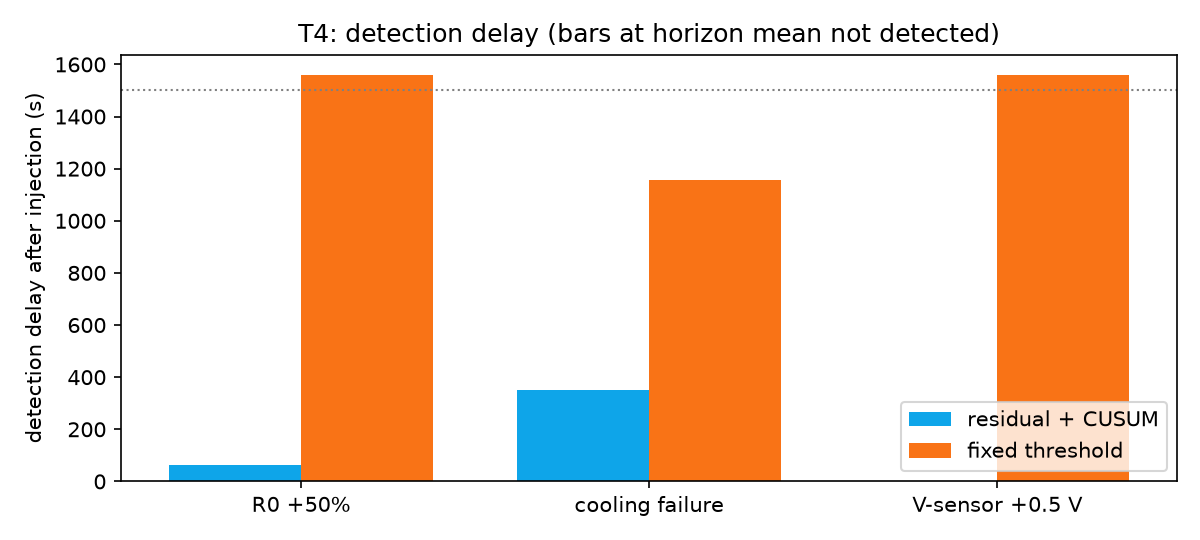 T4: detection delay (bars at horizon mean not detected)
detection delay after injection (s)
1600
1400
1200
1000
800
600
400
200
0
R0 +50%
cooling failure
V-sensor +0.5 V
residual + CUSUM
fixed threshold